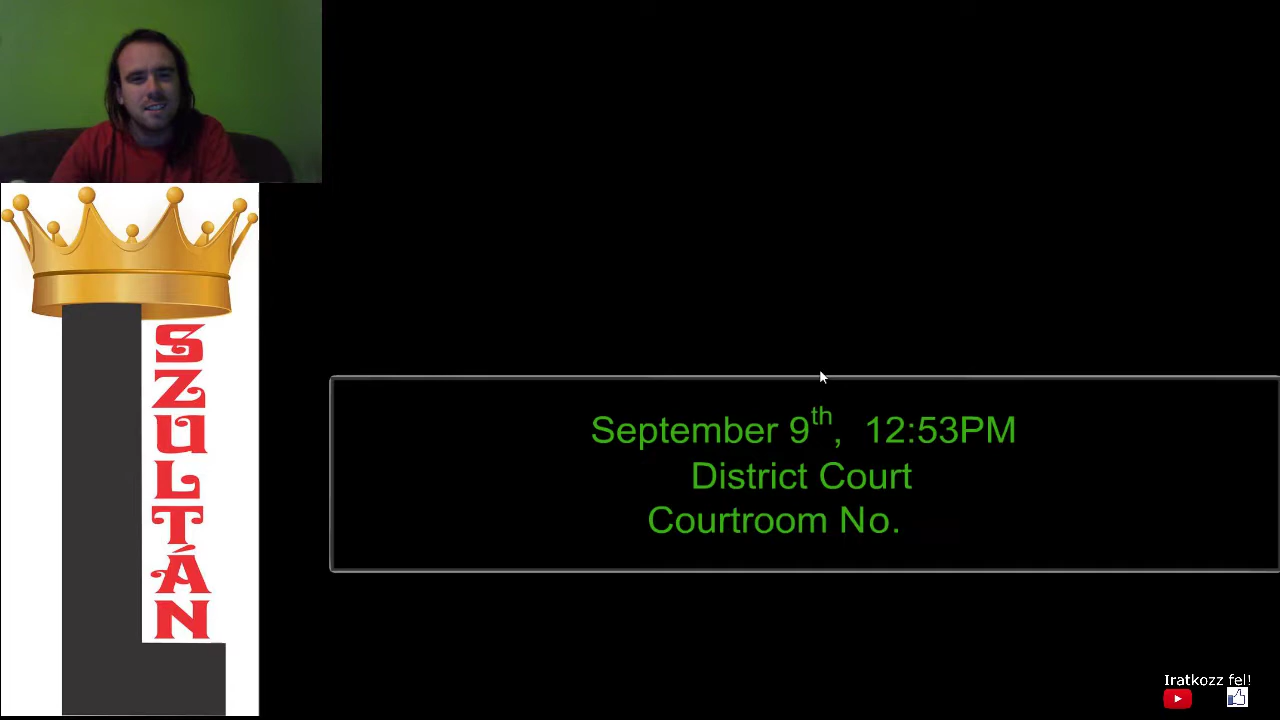 SZULTÁN
September 9th, 12:53PM
District Court
Courtroom No.
Iratkozz fel!